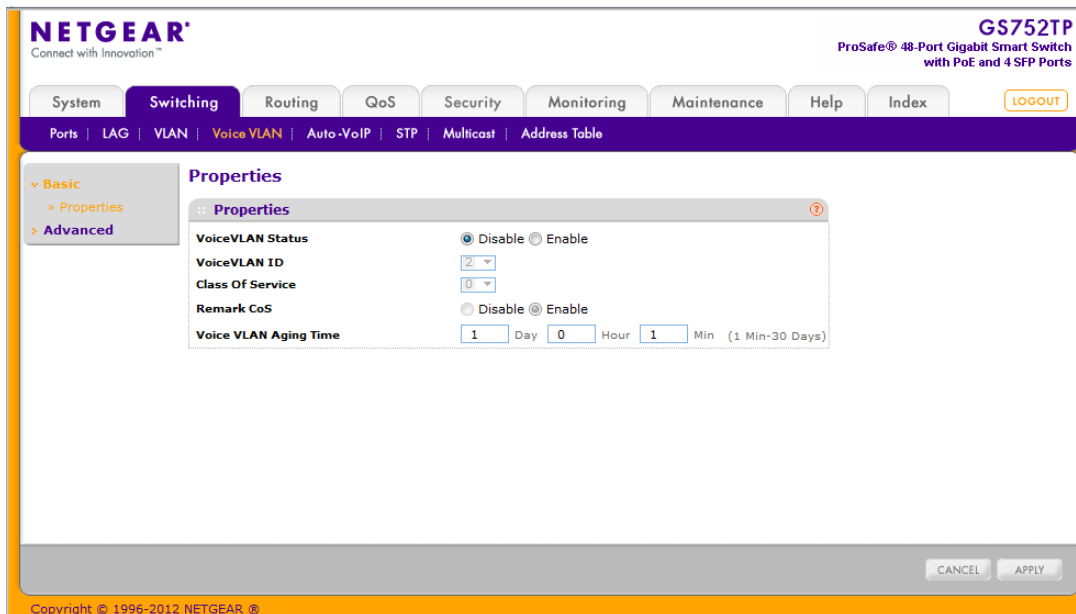 NETGEAR®
Connect with Innovation™
GS752TP
ProSafe® 48-Port Gigabit Smart Switch
with PoE and 4 SFP Ports
System Switching Routing QoS Security Monitoring Maintenance Help Index LOGOUT
Ports | LAG | VLAN | Voice VLAN | Auto-VoIP | STP | Multicast | Address Table
Basic
» Properties
Advanced
Properties
Properties ?
VoiceVLAN Status Disable Enable
VoiceVLAN ID 2
Class Of Service 0
Remark CoS Disable Enable
Voice VLAN Aging Time 1 Day 0 Hour 1 Min (1 Min-30 Days)
CANCEL APPLY
Copyright © 1996-2012 NETGEAR ®